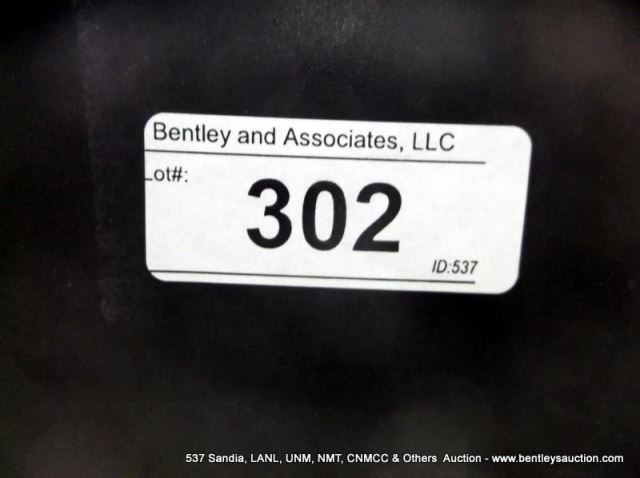 Bentley and Associates, LLC
Lot#:
302
ID:537
537 Sandia, LANL, UNM, NMT, CNMCC & Others Auction - www.bentleysauction.com